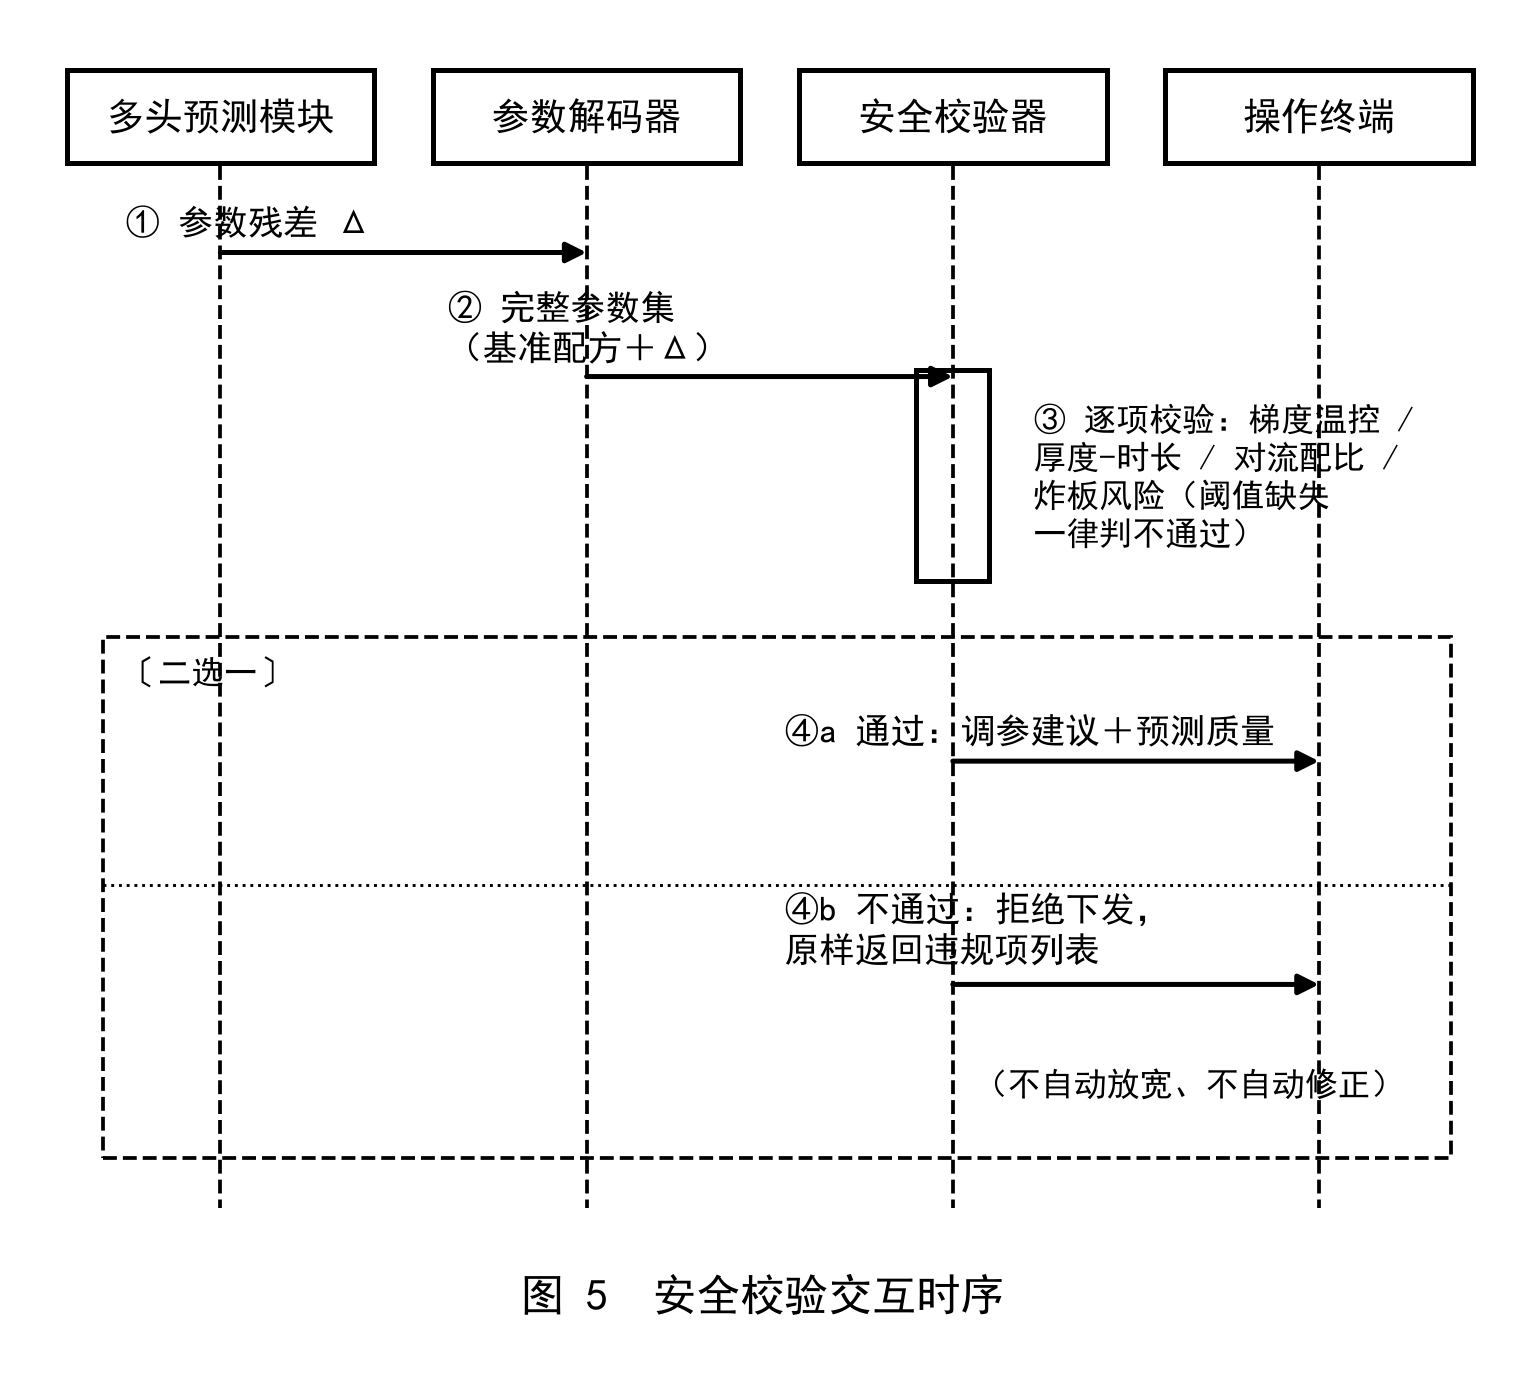 多头预测模块
参数解码器
安全校验器
操作终端
① 参数残差 Δ
② 完整参数集
（基准配方＋Δ）
③ 逐项校验：梯度温控 /
厚度-时长 / 对流配比 /
炸板风险（阈值缺失
一律判不通过）
〔二选一〕
④a 通过：调参建议＋预测质量
④b 不通过：拒绝下发，
原样返回违规项列表
（不自动放宽、不自动修正）
图 5 安全校验交互时序